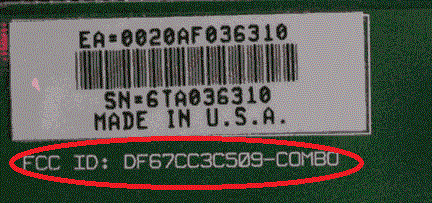 EA=0020AF036310
SN=6TA036310
MADE IN U.S.A.
FCC ID: DF67CC3C509-COMBO